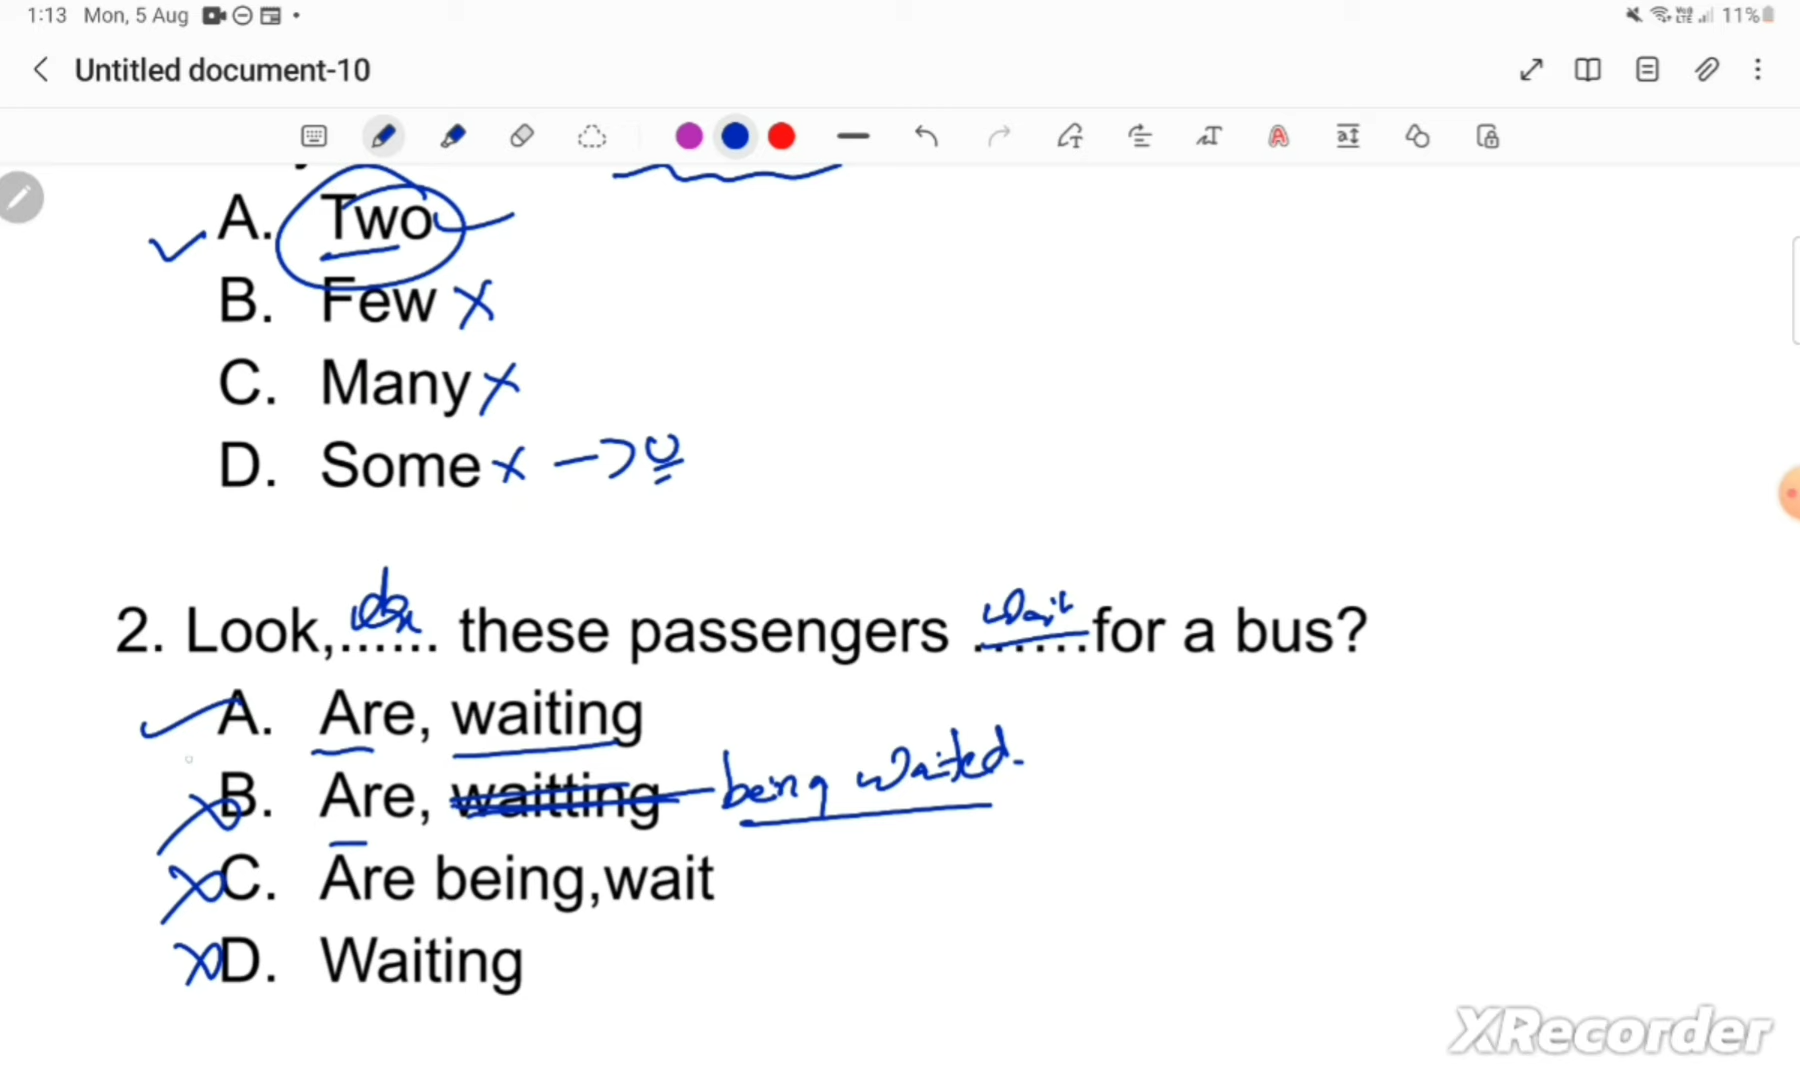 1:13 Mon, 5 Aug
11%
Untitled document-10
A. Two
B. Few x
C. Many x
D. Some x → U
wait
2. Look,...... these passengers ......for a bus?
A. Are, waiting
B. Are, waitting being waited.
C. Are being,wait
D. Waiting
XRecorder